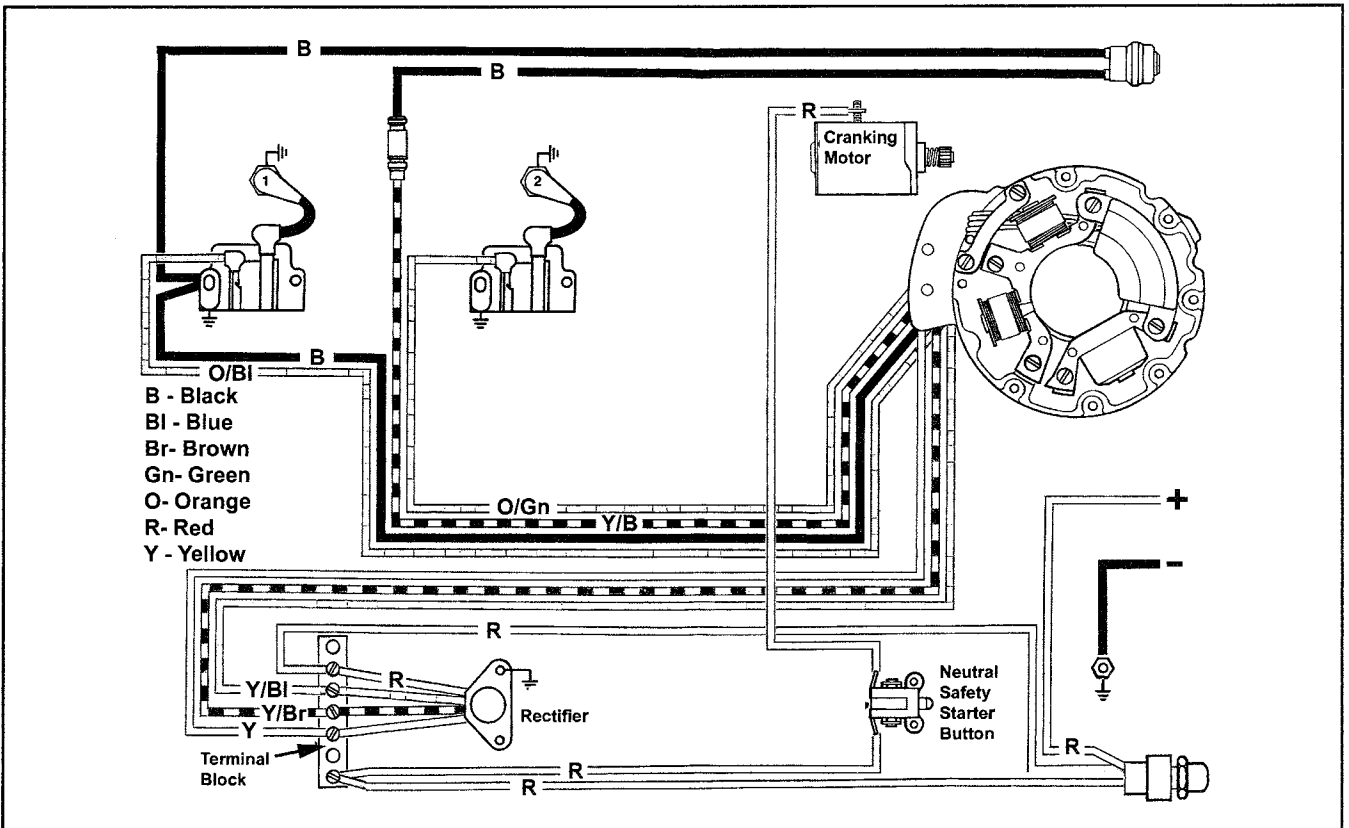 B
B
R
Cranking
Motor
1
2
B
O/Bl
B - Black
Bl - Blue
Br- Brown
Gn- Green
O- Orange
R- Red
Y - Yellow
O/Gn
Y/B
+
-
R
R
Y/Bl
Y/Br
Y
Rectifier
Neutral
Safety
Starter
Button
Terminal
Block
R
R
R